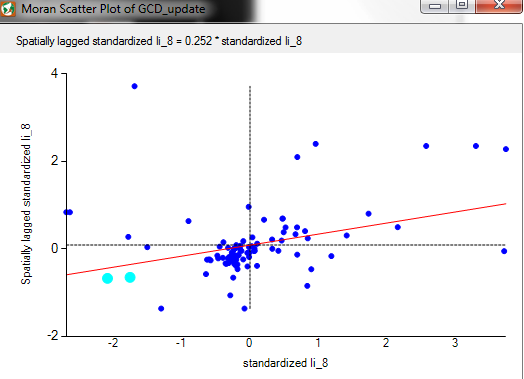 Moran Scatter Plot of GCD_update
Spatially lagged standardized li_8 = 0.252 * standardized li_8
Spatially lagged standardized li_8
4
2
0
-2
-2 -1 0 1 2 3
standardized li_8